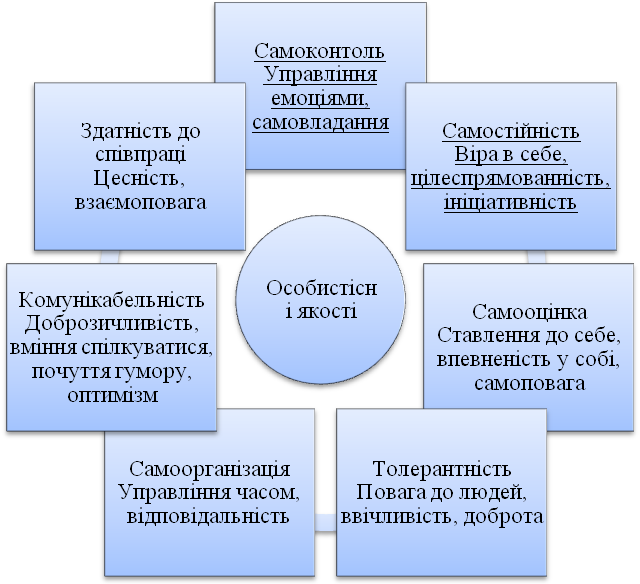 Самоконтоль
Управління
емоціями,
самовладання
Самостійність
Віра в себе,
цілеспрямованність,
ініціативність
Самооцінка
Ставлення до себе,
впевненість у собі,
самоповага
Толерантність
Повага до людей,
ввічливість, доброта
Самоорганізація
Управління часом,
відповідальність
Комунікабельність
Доброзичливість,
вміння спілкуватися,
почуття гумору,
оптимізм
Здатність до
співпраці
Цесність,
взаємоповага
Особистісн
і якості